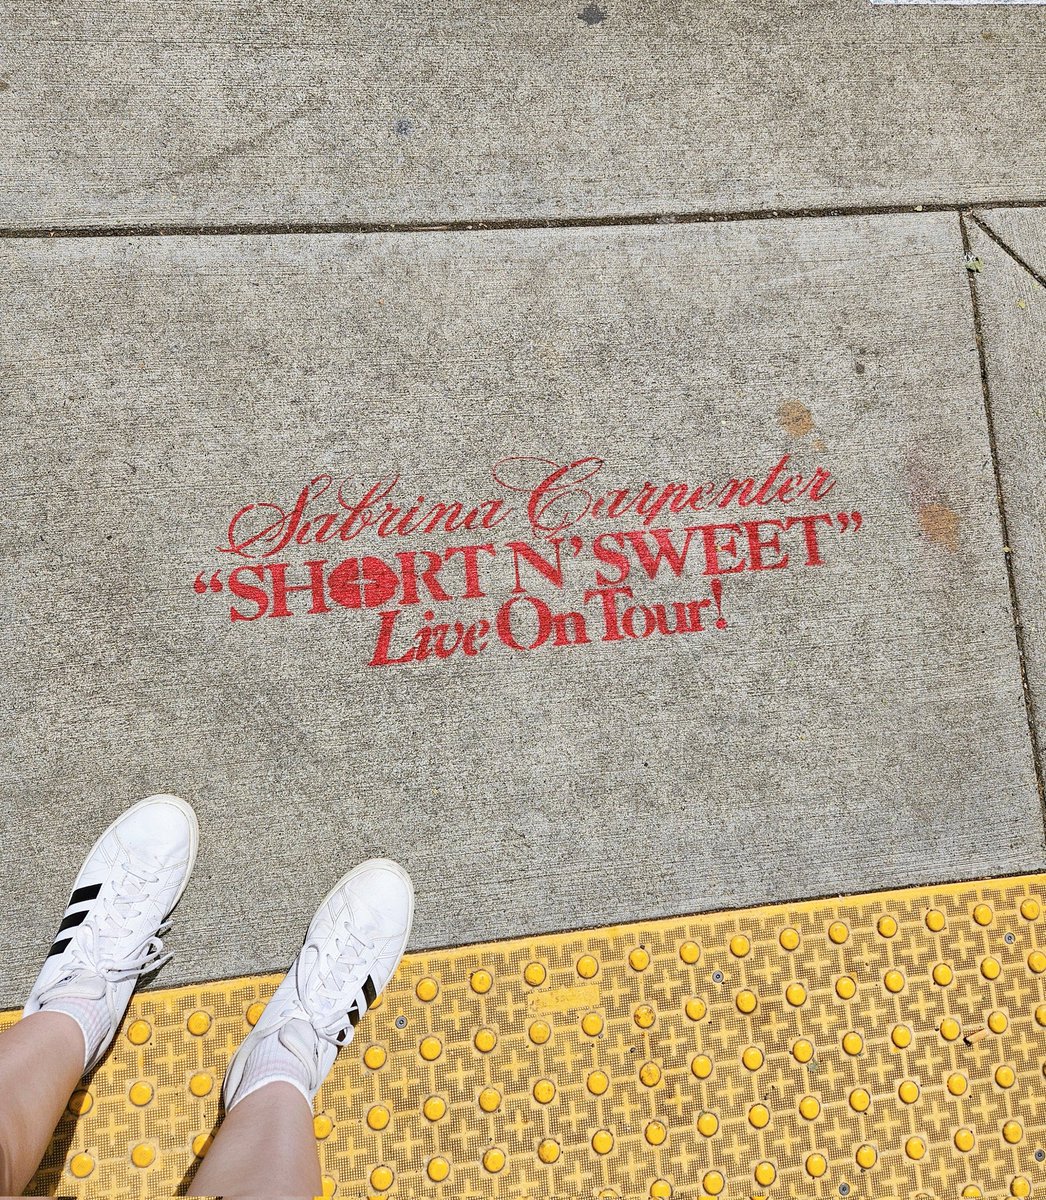 Sabrina Carpenter
“SHORT N’ SWEET”
Live On Tour!